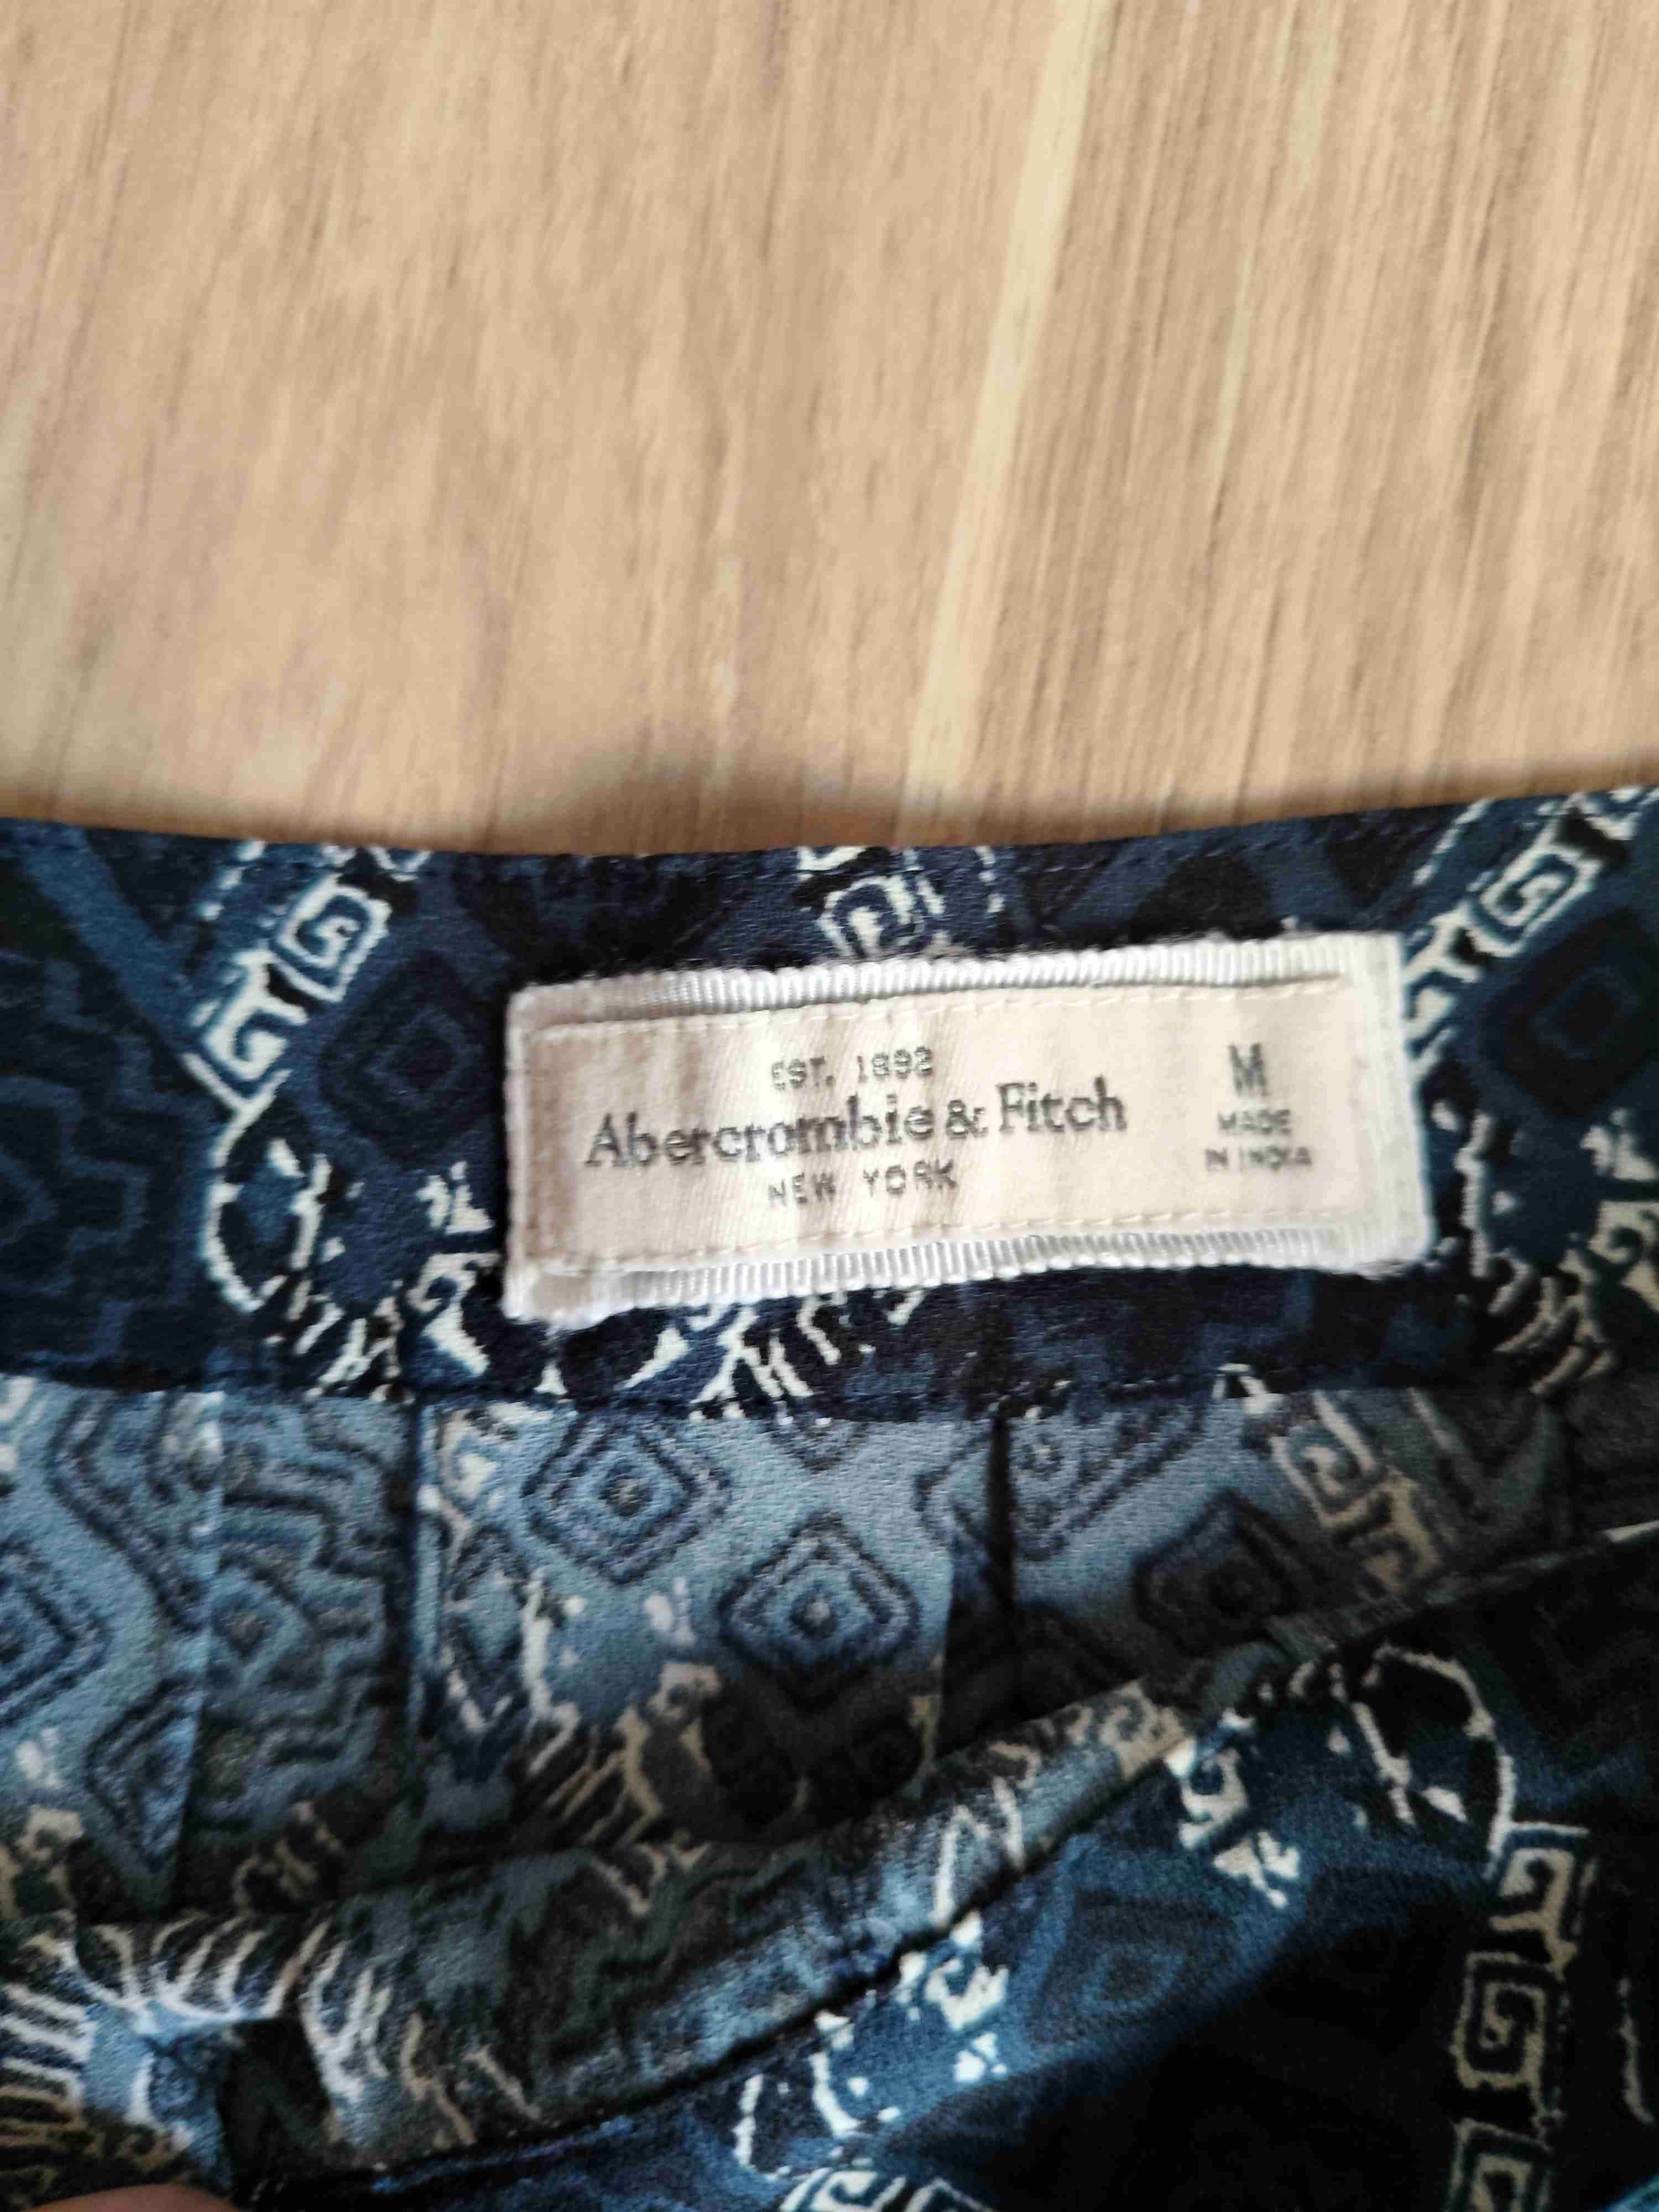 EST. 1892
Abercrombie & Fitch
NEW YORK
M
MADE
IN INDIA